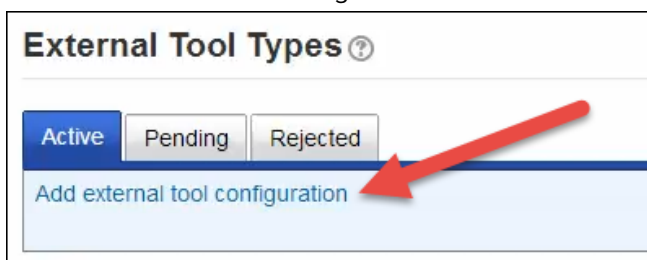 External Tool Types
Active Pending Rejected
Add external tool configuration